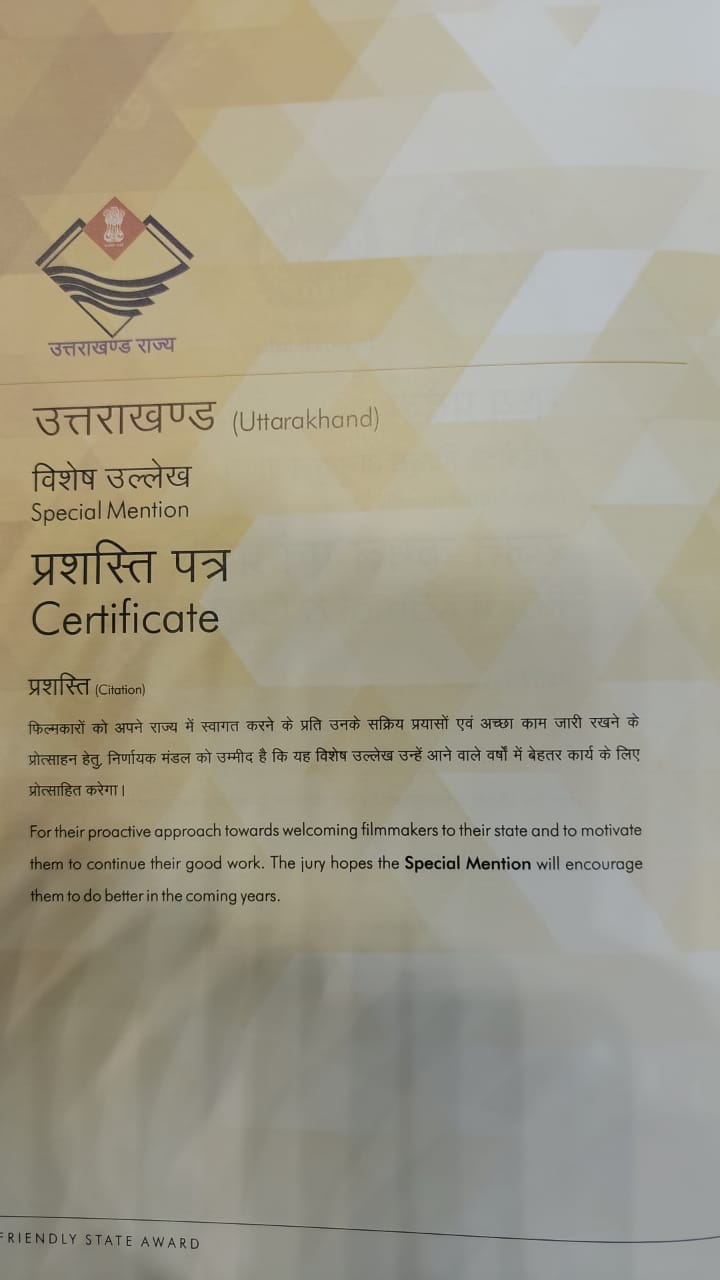 उत्तराखण्ड राज्य
उत्तराखण्ड (Uttarakhand)
विशेष उल्लेख
Special Mention
प्रशस्ति पत्र
Certificate
प्रशस्ति (Citation)
फिल्मकारों को अपने राज्य में स्वागत करने के प्रति उनके सक्रिय प्रयासों एवं अच्छा काम जारी रखने के
प्रोत्साहन हेतु, निर्णायक मंडल को उम्मीद है कि यह विशेष उल्लेख उन्हें आने वाले वर्षों में बेहतर कार्य के लिए
प्रोत्साहित करेगा।
For their proactive approach towards welcoming filmmakers to their state and to motivate
them to continue their good work. The jury hopes the Special Mention will encourage
them to do better in the coming years.
FRIENDLY STATE AWARD